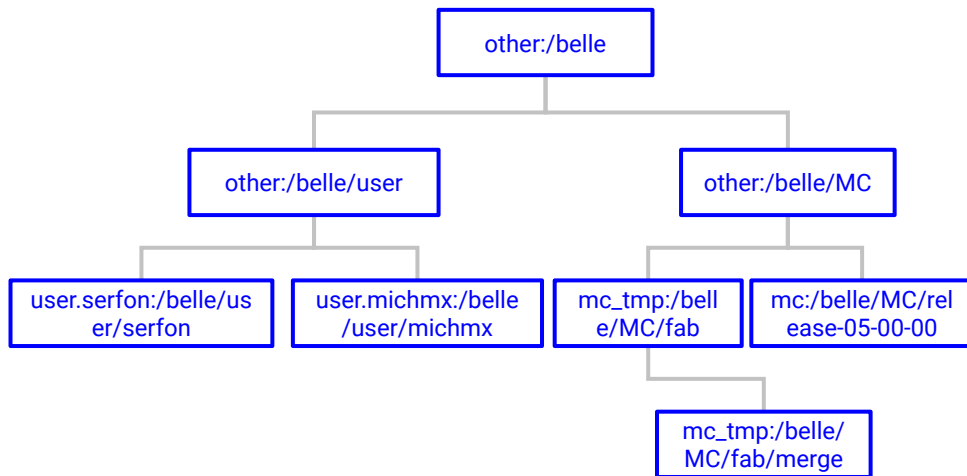 other:/belle
other:/belle/user
other:/belle/MC
user.serfon:/belle/us
er/serfon
user.michmx:/belle
/user/michmx
mc_tmp:/bell
e/MC/fab
mc:/belle/MC/rel
ease-05-00-00
mc_tmp:/belle/
MC/fab/merge